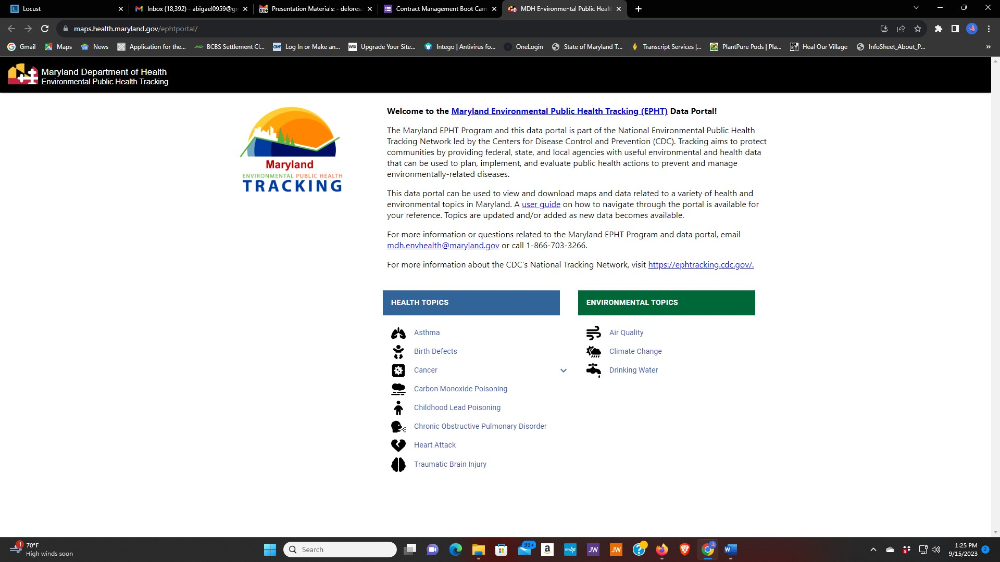 Locust
Inbox (18,392) - abigael0959@gm
Presentation Materials: - delores.
Contract Management Boot Cam
MDH Environmental Public Healt
maps.health.maryland.gov/ephtportal/
Gmail
Maps
News
Application for the...
BCBS Settlement Cl...
Log In or Make an...
Upgrade Your Site...
Intego | Antivirus fo...
OneLogin
State of Maryland T...
Transcript Services |...
PlantPure Pods | Pla...
Heal Our Village
InfoSheet_About_P...
Maryland Department of Health
Environmental Public Health Tracking
Maryland
ENVIRONMENTAL PUBLIC HEALTH
TRACKING
Welcome to the Maryland Environmental Public Health Tracking (EPHT) Data Portal!
The Maryland EPHT Program and this data portal is part of the National Environmental Public Health
Tracking Network led by the Centers for Disease Control and Prevention (CDC). Tracking aims to protect
communities by providing federal, state, and local agencies with useful environmental and health data
that can be used to plan, implement, and evaluate public health actions to prevent and manage
environmentally-related diseases.
This data portal can be used to view and download maps and data related to a variety of health and
environmental topics in Maryland. A user guide on how to navigate through the portal is available for
your reference. Topics are updated and/or added as new data becomes available.
For more information or questions related to the Maryland EPHT Program and data portal, email
mdh.envhealth@maryland.gov or call 1-866-703-3266.
For more information about the CDC's National Tracking Network, visit https://ephtracking.cdc.gov/.
HEALTH TOPICS
Asthma
Birth Defects
Cancer
Carbon Monoxide Poisoning
Childhood Lead Poisoning
Chronic Obstructive Pulmonary Disorder
Heart Attack
Traumatic Brain Injury
ENVIRONMENTAL TOPICS
Air Quality
Climate Change
Drinking Water
1
70°F
High winds soon
Search
99+
a
JW
JW
W
1:25 PM
9/15/2023
2